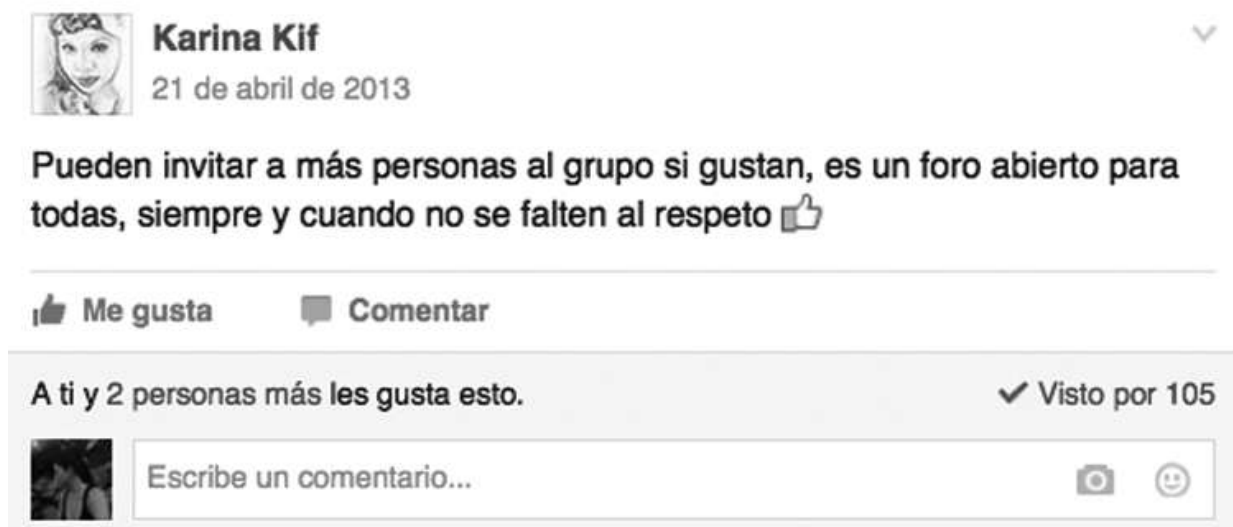 Karina Kif
21 de abril de 2013
Pueden invitar a más personas al grupo si gustan, es un foro abierto para
todas, siempre y cuando no se falten al respeto
Me gusta Comentar
A ti y 2 personas más les gusta esto. Visto por 105
Escribe un comentario...